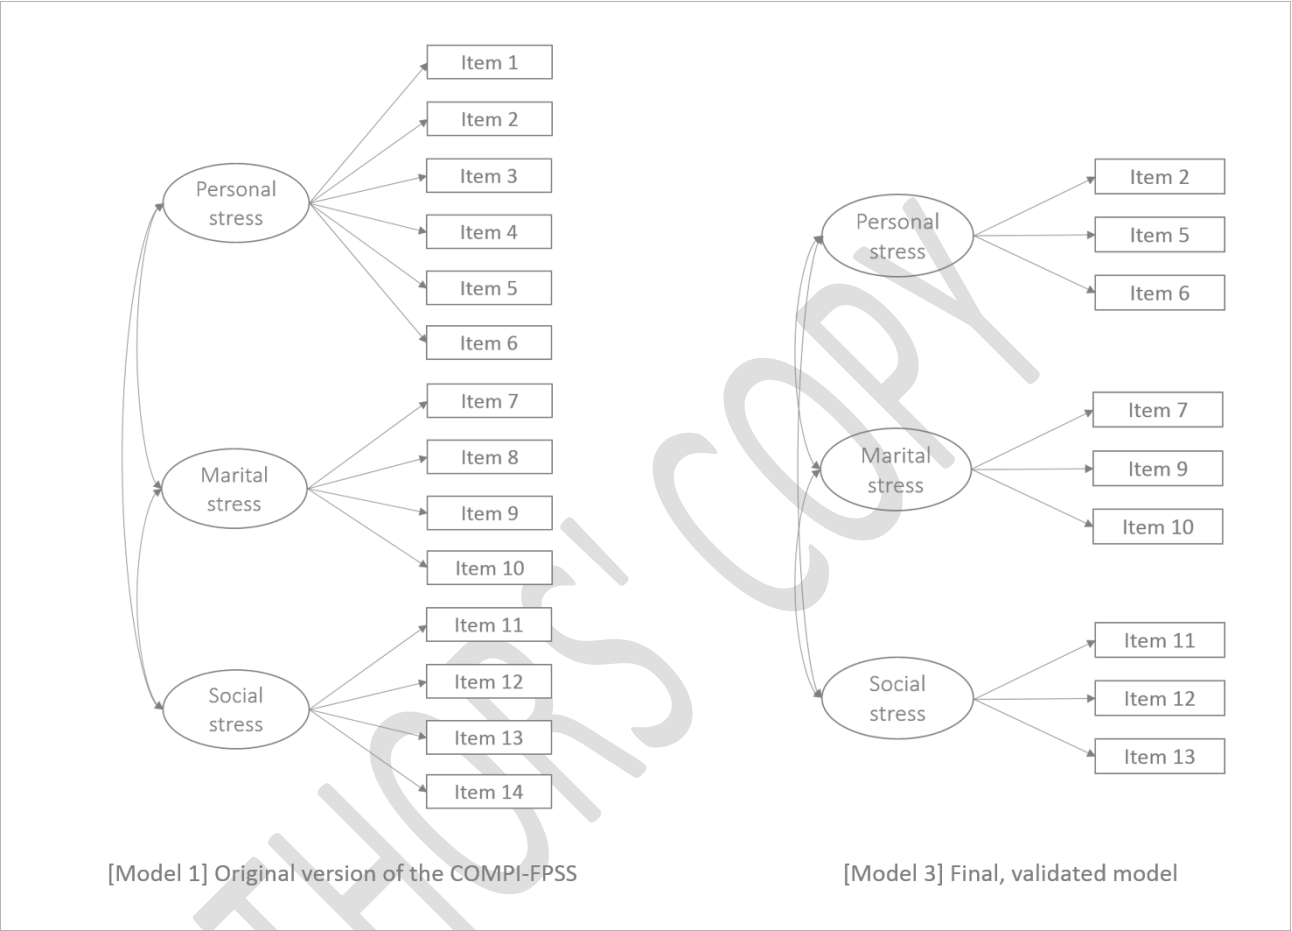 Item 1
Item 2
Item 3
Item 4
Item 5
Item 6
Personal
stress
Item 7
Item 8
Item 9
Item 10
Marital
stress
Item 11
Item 12
Item 13
Item 14
Social
stress
[Model 1] Original version of the COMPI-FPSS
Personal
stress
Item 2
Item 5
Item 6
Marital
stress
Item 7
Item 9
Item 10
Social
stress
Item 11
Item 12
Item 13
[Model 3] Final, validated model
THORS' COPY